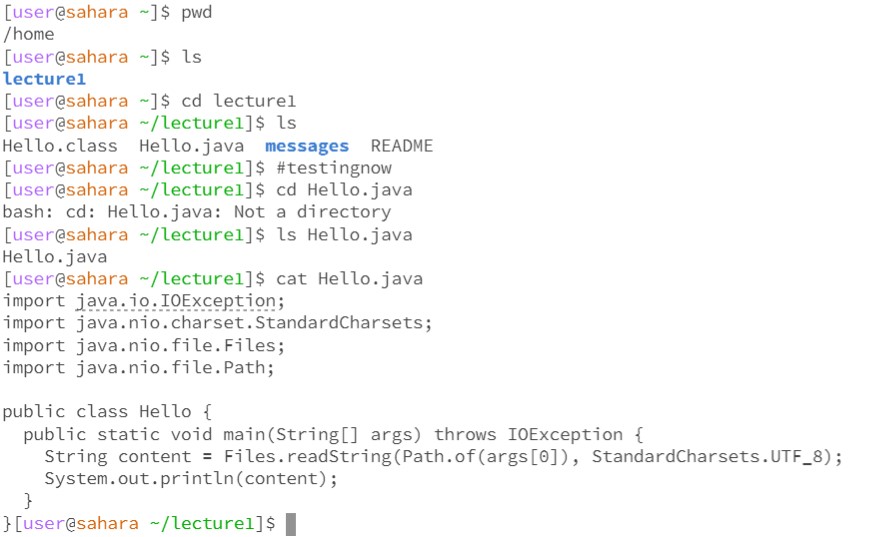 [user@sahara ~]$ pwd
/home
[user@sahara ~]$ ls
lecture1
[user@sahara ~]$ cd lecture1
[user@sahara ~/lecture1]$ ls
Hello.class  Hello.java  messages  README
[user@sahara ~/lecture1]$ #testingnow
[user@sahara ~/lecture1]$ cd Hello.java
bash: cd: Hello.java: Not a directory
[user@sahara ~/lecture1]$ ls Hello.java
Hello.java
[user@sahara ~/lecture1]$ cat Hello.java
import java.io.IOException;
import java.nio.charset.StandardCharsets;
import java.nio.file.Files;
import java.nio.file.Path;

public class Hello {
  public static void main(String[] args) throws IOException {
    String content = Files.readString(Path.of(args[0]), StandardCharsets.UTF_8);
    System.out.println(content);
  }
}[user@sahara ~/lecture1]$